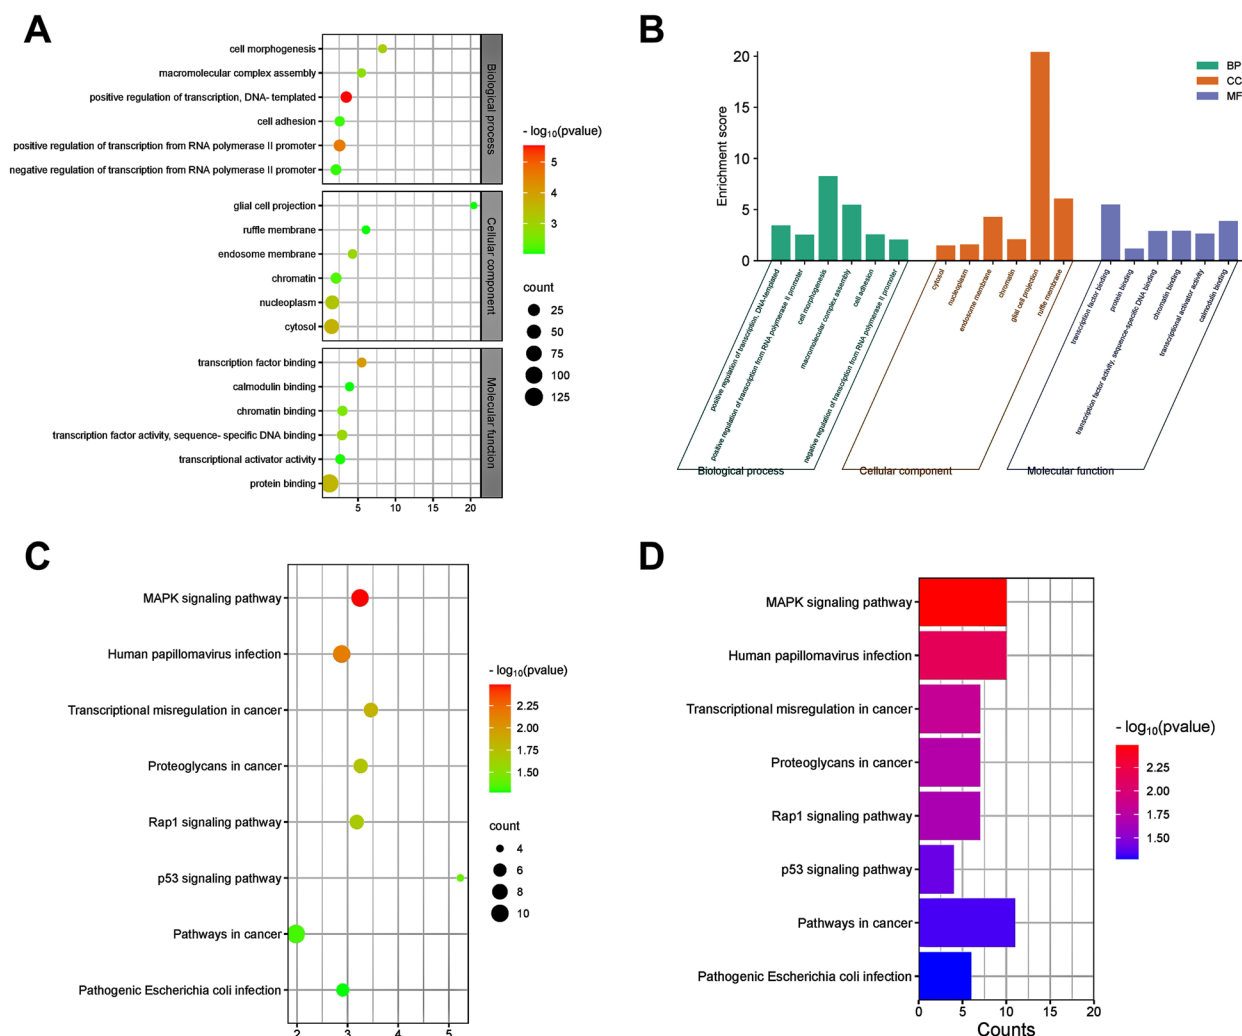 A
cell morphogenesis
macromolecular complex assembly
positive regulation of transcription, DNA- templated
cell adhesion
positive regulation of transcription from RNA polymerase II promoter
negative regulation of transcription from RNA polymerase II promoter
Biological process
glial cell projection
ruffle membrane
endosome membrane
chromatin
nucleoplasm
cytosol
Cellular component
transcription factor binding
calmodulin binding
chromatin binding
transcription factor activity, sequence- specific DNA binding
transcriptional activator activity
protein binding
Molecular function
5 10 15 20
- log10(pvalue)
5
4
3
count
25
50
75
100
125
B
Enrichment score
20
15
10
5
0
BP
CC
MF
positive regulation of transcription, DNA-templated
positive regulation of transcription from RNA polymerase II promoter
cell morphogenesis
macromolecular complex assembly
cell adhesion
negative regulation of transcription from RNA polymerase II promoter
cytosol
nucleoplasm
endosome membrane
chromatin
glial cell projection
ruffle membrane
transcription factor binding
protein binding
transcription factor activity, sequence-specific DNA binding
chromatin binding
transcriptional activator activity
calmodulin binding
Biological process
Cellular component
Molecular function
C
MAPK signaling pathway
Human papillomavirus infection
Transcriptional misregulation in cancer
Proteoglycans in cancer
Rap1 signaling pathway
p53 signaling pathway
Pathways in cancer
Pathogenic Escherichia coli infection
2 3 4 5
- log10(pvalue)
2.25
2.00
1.75
1.50
count
4
6
8
10
D
MAPK signaling pathway
Human papillomavirus infection
Transcriptional misregulation in cancer
Proteoglycans in cancer
Rap1 signaling pathway
p53 signaling pathway
Pathways in cancer
Pathogenic Escherichia coli infection
0 5 10 15 20
Counts
- log10(pvalue)
2.25
2.00
1.75
1.50